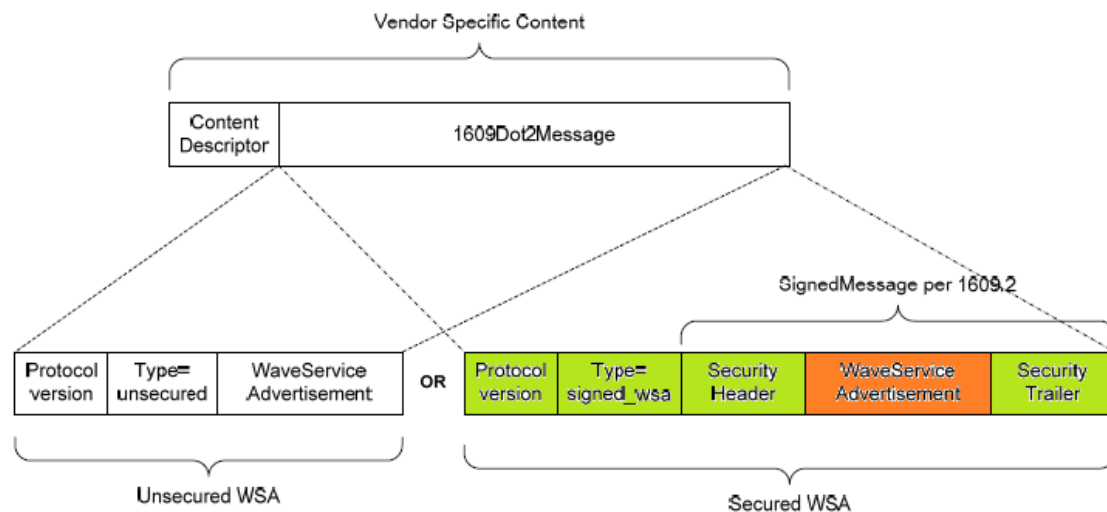 Vendor Specific Content
Content
Descriptor
1609Dot2Message
SignedMessage per 1609.2
Protocol
version
Type=
unsecured
WaveService
Advertisement
OR
Protocol
version
Type=
signed_wsa
Security
Header
WaveService
Advertisement
Security
Trailer
Unsecured WSA
Secured WSA